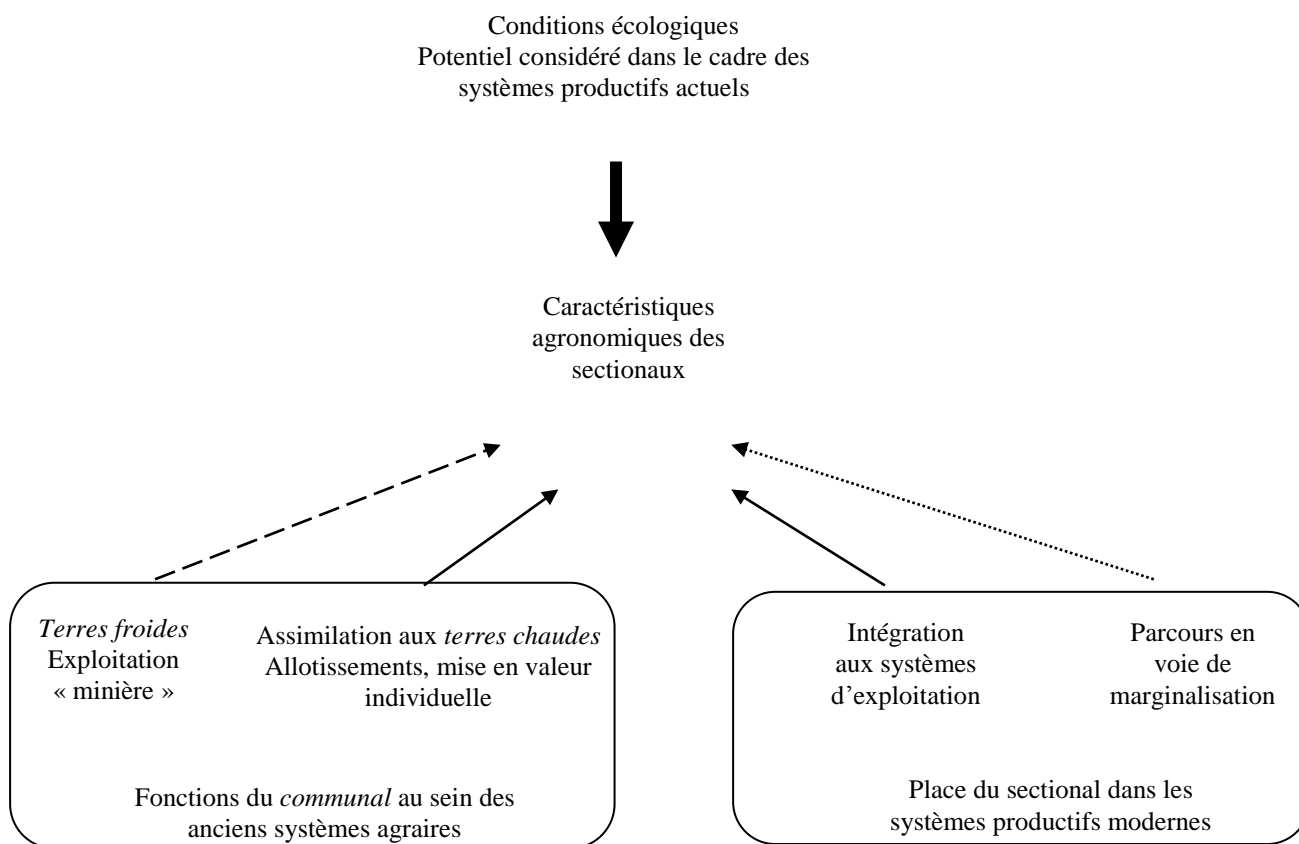 Conditions écologiques
Potentiel considéré dans le cadre des
systèmes productifs actuels
Caractéristiques
agronomiques des
sectionaux
Terres froides
Exploitation
« minière »
Assimilation aux terres chaudes
Allotissements, mise en valeur
individuelle
Fonctions du communal au sein des
anciens systèmes agraires
Intégration
aux systèmes
d’exploitation
Parcours en
voie de
marginalisation
Place du sectional dans les
systèmes productifs modernes